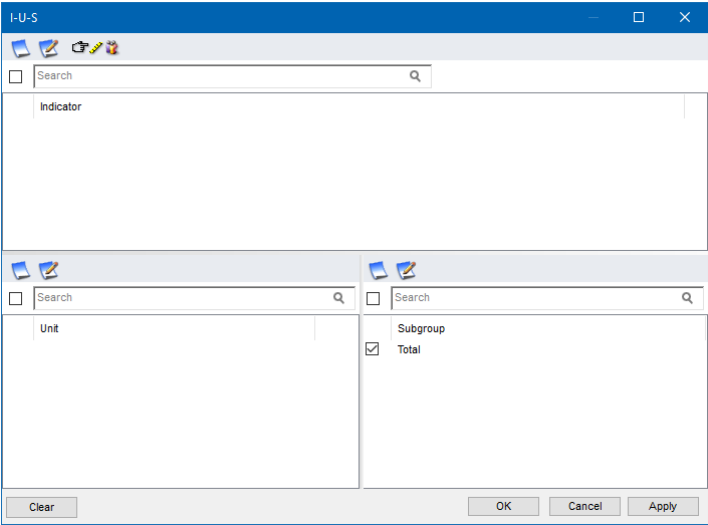 I-U-S
Search
Indicator
Search
Search
Unit
Subgroup
Total
Clear
OK
Cancel
Apply